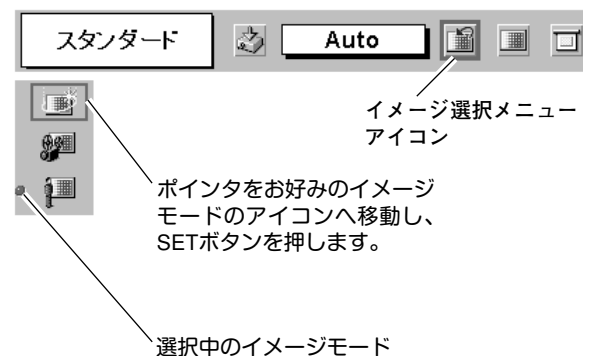 スタンダード
Auto
イメージ選択メニュー
アイコン
ポインタをお好みのイメージ
モードのアイコンへ移動し、
SETボタンを押します。
選択中のイメージモード